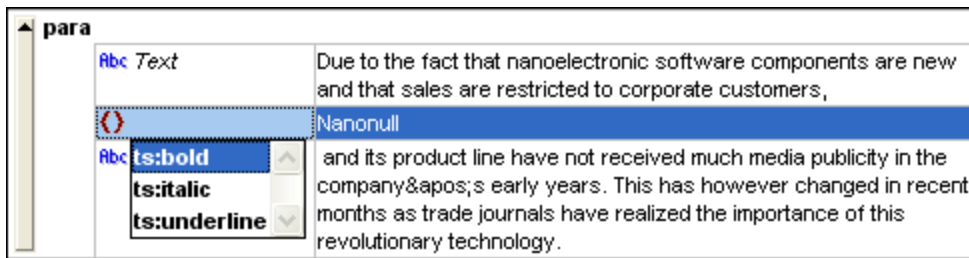 para
Abc Text Due to the fact that nanoelectronic software components are new
and that sales are restricted to corporate customers,
{} Nanonull
Abc ts:bold and its product line have not received much media publicity in the
ts:italic company&apos;s early years. This has however changed in recent
ts:underline months as trade journals have realized the importance of this
revolutionary technology.